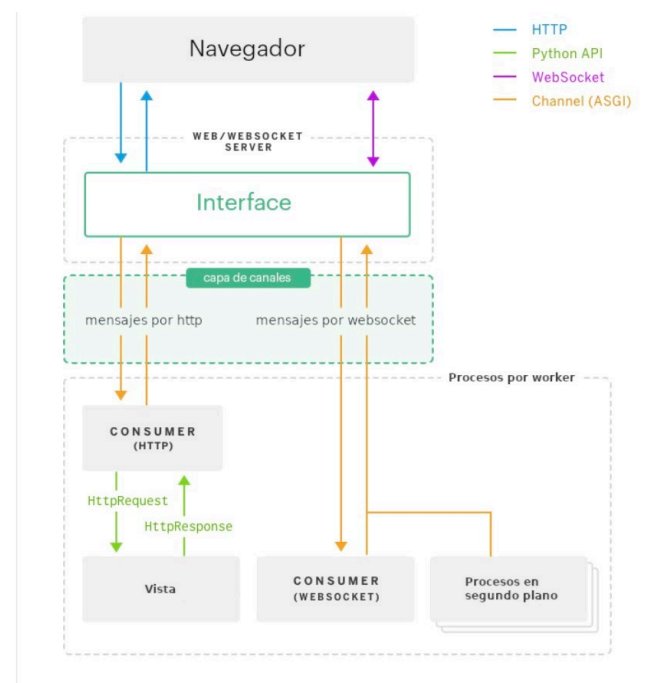 Navegador
HTTP
Python API
WebSocket
Channel (ASGI)
WEB/WEBSOCKET
SERVER
Interface
capa de canales
mensajes por http
mensajes por websocket
Procesos por worker
CONSUMER
(HTTP)
HttpRequest
HttpResponse
Vista
CONSUMER
(WEBSOCKET)
Procesos en
segundo plano